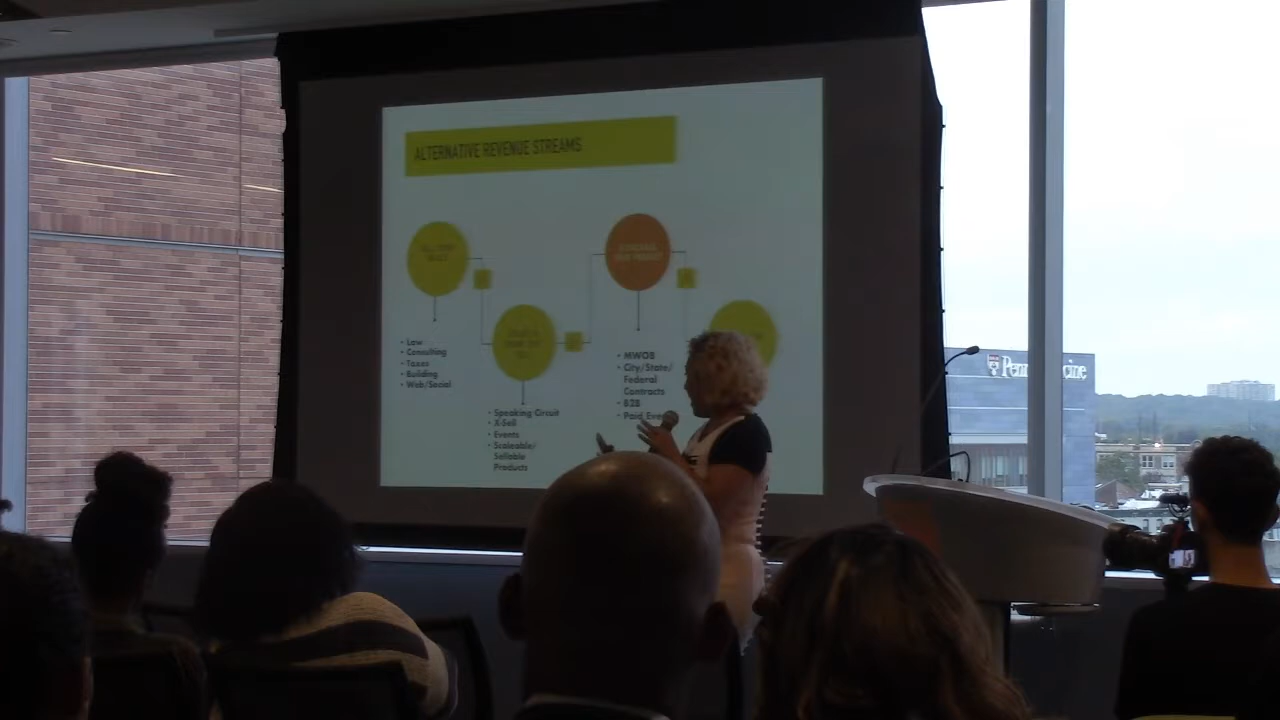 ALTERNATIVE REVENUE STREAMS
• Law
• Consulting
• Taxes
• Building
• Web/Social
• Speaking Circuit
• X-Sell
• Events
• Scaleable/
Sellable
Products
• MWOB
• City/State/
Federal
Contracts
• B2B
• Paid
Penn